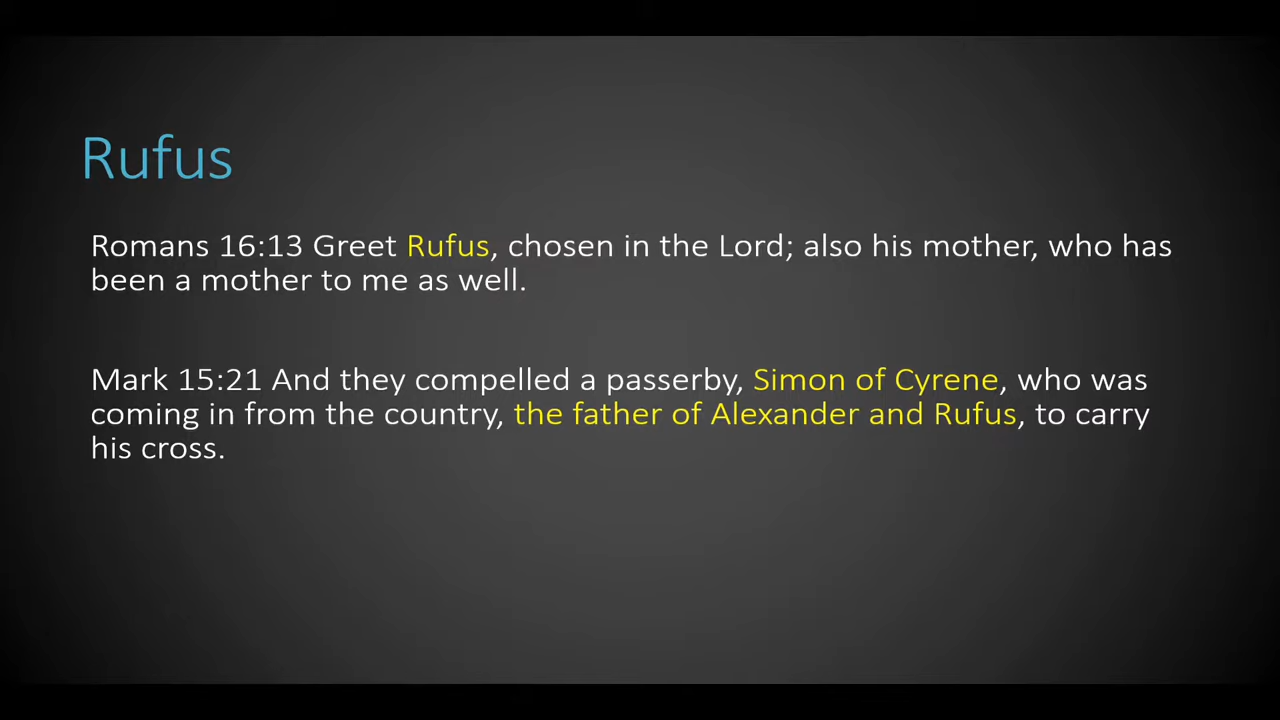 Rufus
Romans 16:13 Greet Rufus, chosen in the Lord; also his mother, who has
been a mother to me as well.
Mark 15:21 And they compelled a passerby, Simon of Cyrene, who was
coming in from the country, the father of Alexander and Rufus, to carry
his cross.